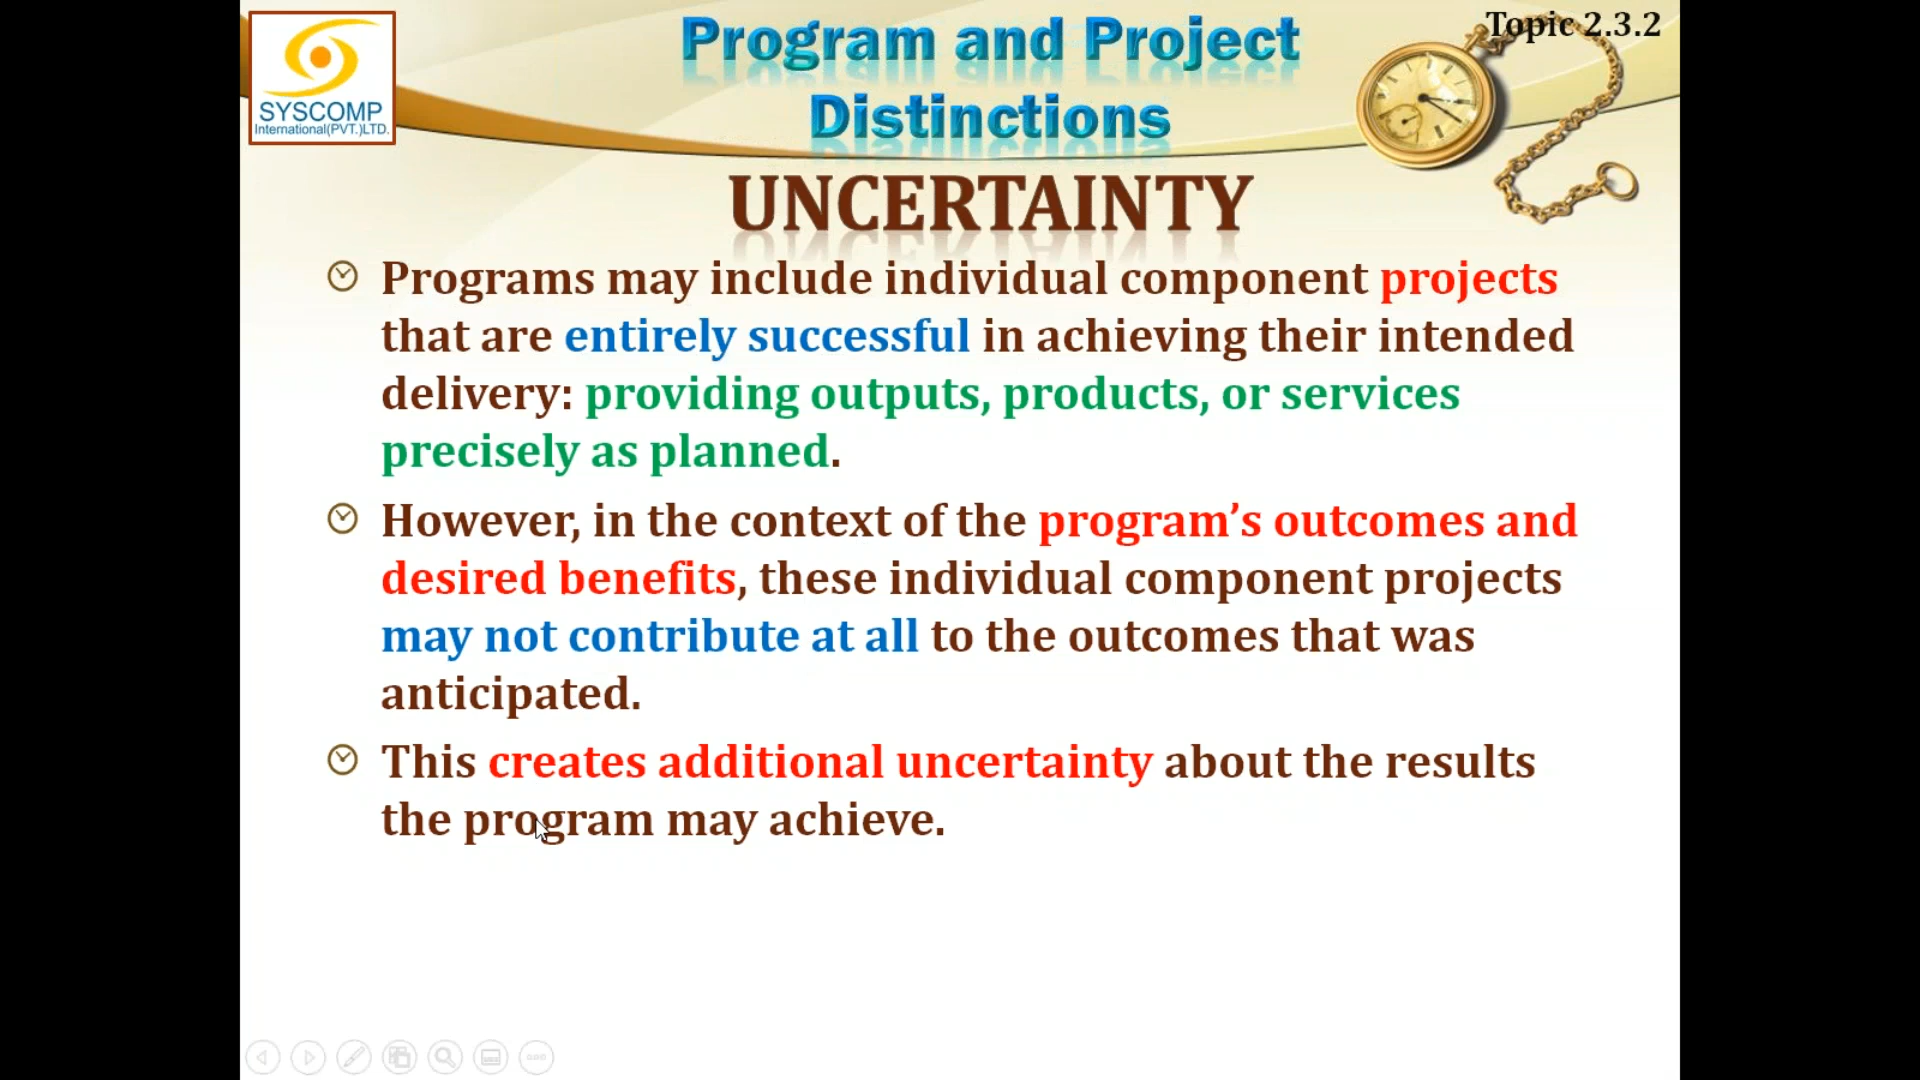 Topic 2.3.2
Program and Project
Distinctions
SYSCOMP
International(PVT.)LTD.
UNCERTAINTY
Programs may include individual component projects
that are entirely successful in achieving their intended
delivery: providing outputs, products, or services
precisely as planned.
However, in the context of the program’s outcomes and
desired benefits, these individual component projects
may not contribute at all to the outcomes that was
anticipated.
This creates additional uncertainty about the results
the program may achieve.